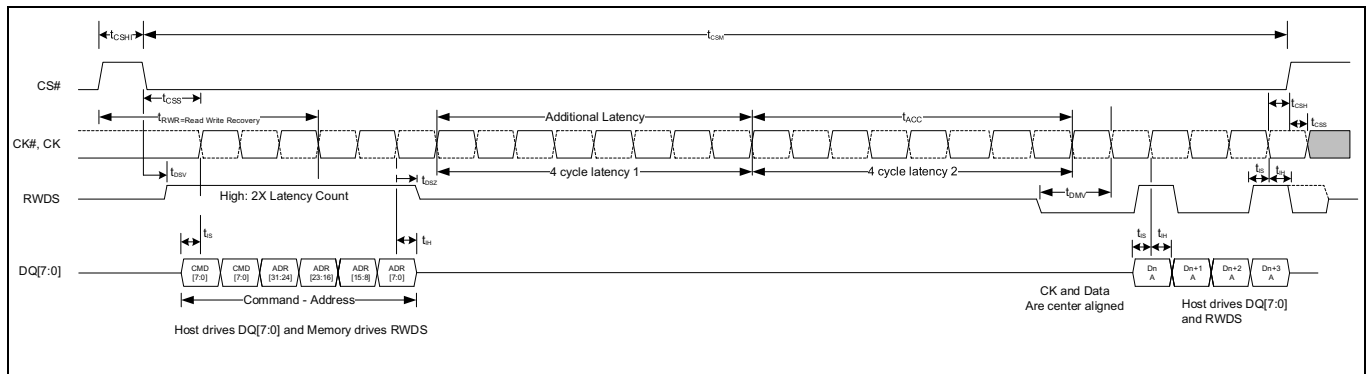 tCSHI
tCSM
CS#
tCSS
tCSH
tRWR=Read Write Recovery
Additional Latency
tACC
tCSS
CK#, CK
tDSV
tDSZ
4 cycle latency 1
4 cycle latency 2
RWDS
High: 2X Latency Count
tDMV
tIS
tIH
tIS
tIH
tIS
tIH
DQ[7:0]
CMD
[7:0]
CMD
[7:0]
ADR
[31:24]
ADR
[23:16]
ADR
[15:8]
ADR
[7:0]
Dn
A
Dn+1
A
Dn+2
A
Dn+3
A
Command - Address
CK and Data
Are center aligned
Host drives DQ[7:0]
and RWDS
Host drives DQ[7:0] and Memory drives RWDS